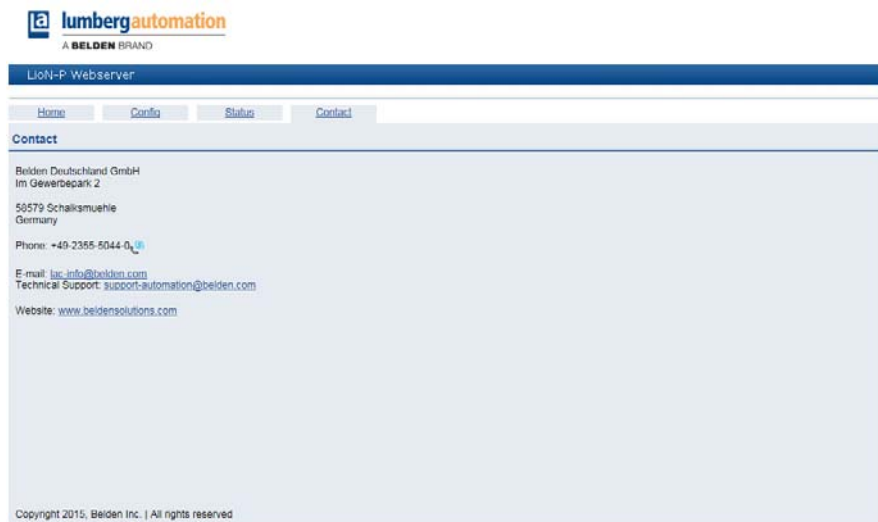 lumbergautomation
A BELDEN BRAND
LioN-P Webserver
Home Config Status Contact
Contact
Belden Deutschland GmbH
Im Gewerbepark 2
58579 Schalksmuehle
Germany
Phone: +49-2355-5044-0
E-mail: lac-info@belden.com
Technical Support: support-automation@belden.com
Website: www.beldensolutions.com
Copyright 2015, Belden Inc. | All rights reserved